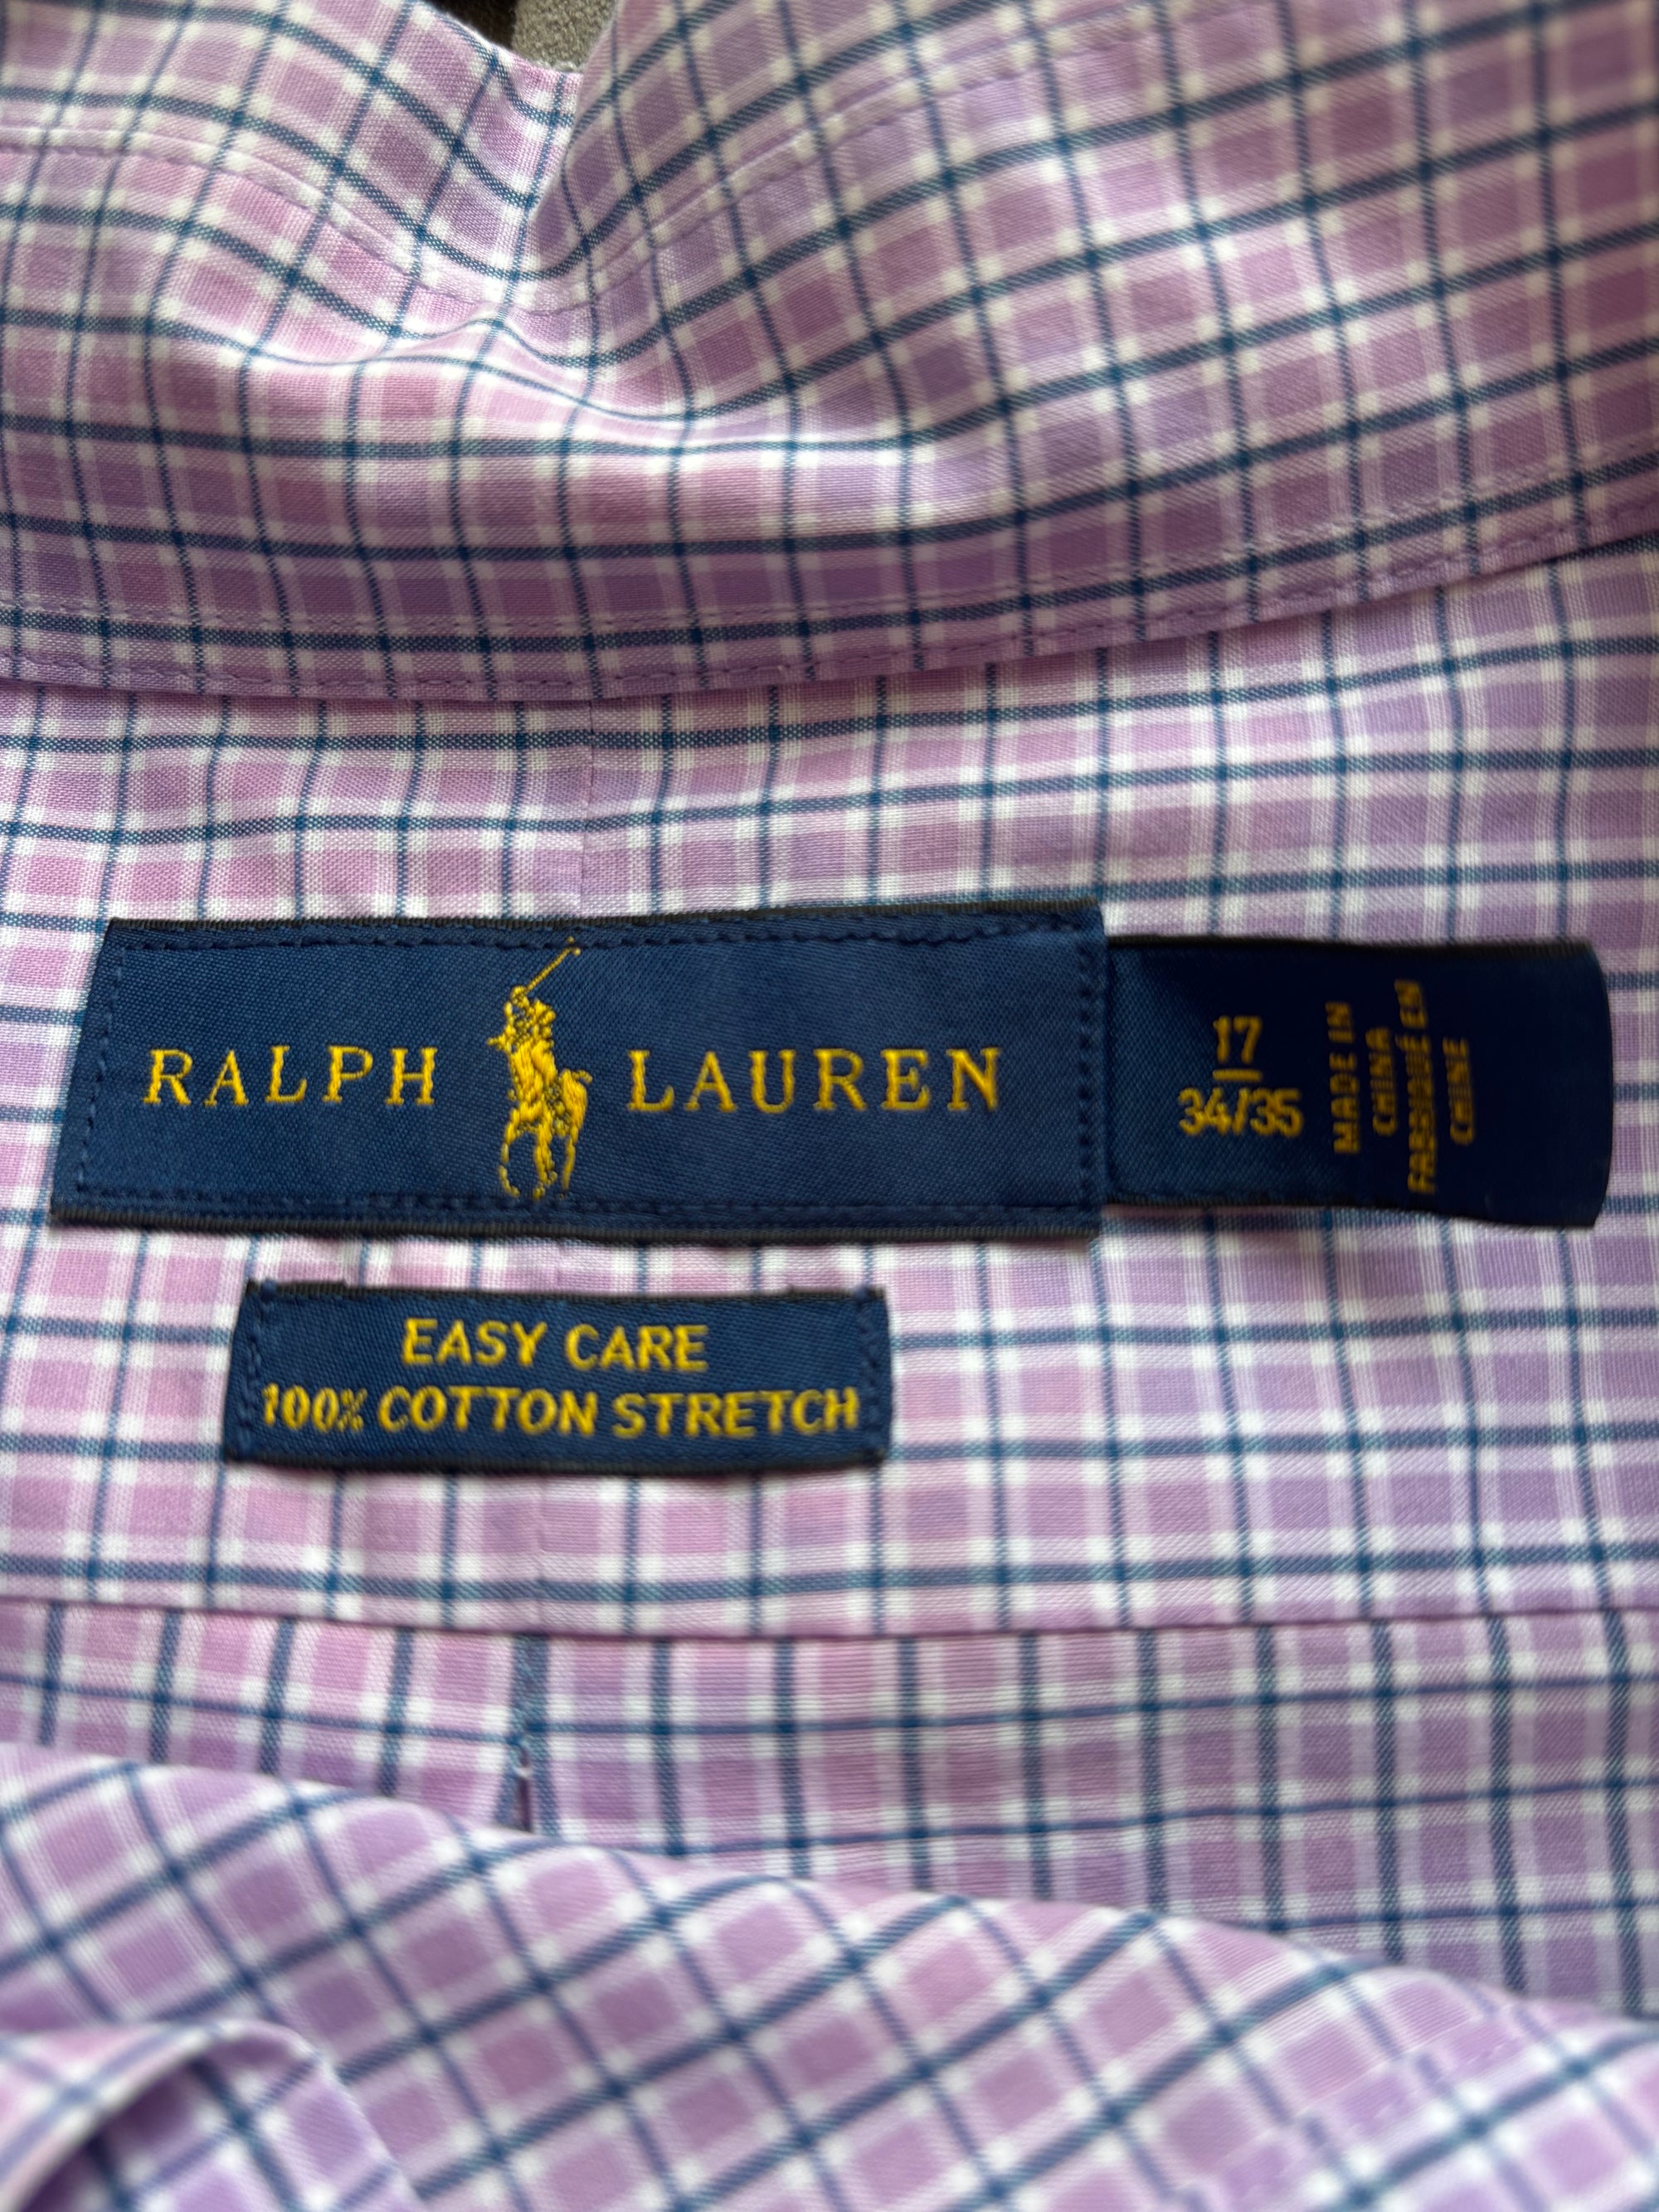 RALPH LAUREN
17
34/35
MADE IN
CHINA
FABRIQUÉ EN
CHINE
EASY CARE
100% COTTON STRETCH